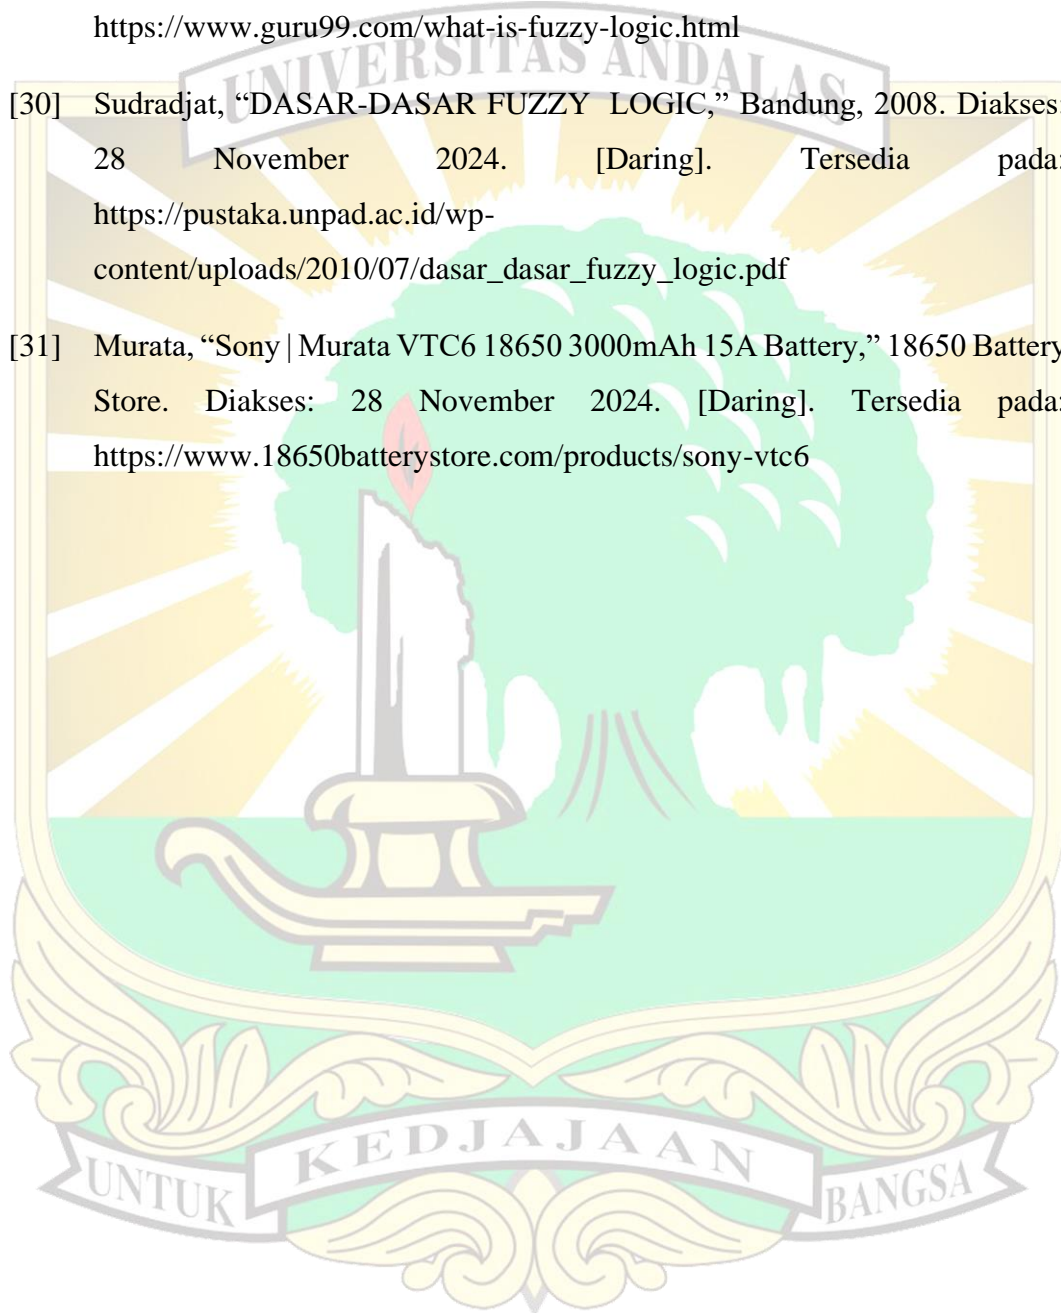 https://www.guru99.com/what-is-fuzzy-logic.html
UNIVERSITAS ANDALAS
[30] Sudradjat, “DASAR-DASAR FUZZY LOGIC,” Bandung, 2008. Diakses:
28 November 2024. [Daring]. Tersedia pada:
https://pustaka.unpad.ac.id/wp-
content/uploads/2010/07/dasar_dasar_fuzzy_logic.pdf
[31] Murata, “Sony | Murata VTC6 18650 3000mAh 15A Battery,” 18650 Battery
Store. Diakses: 28 November 2024. [Daring]. Tersedia pada:
https://www.18650batterystore.com/products/sony-vtc6
UNTUK KEDJAJAAN BANGSA